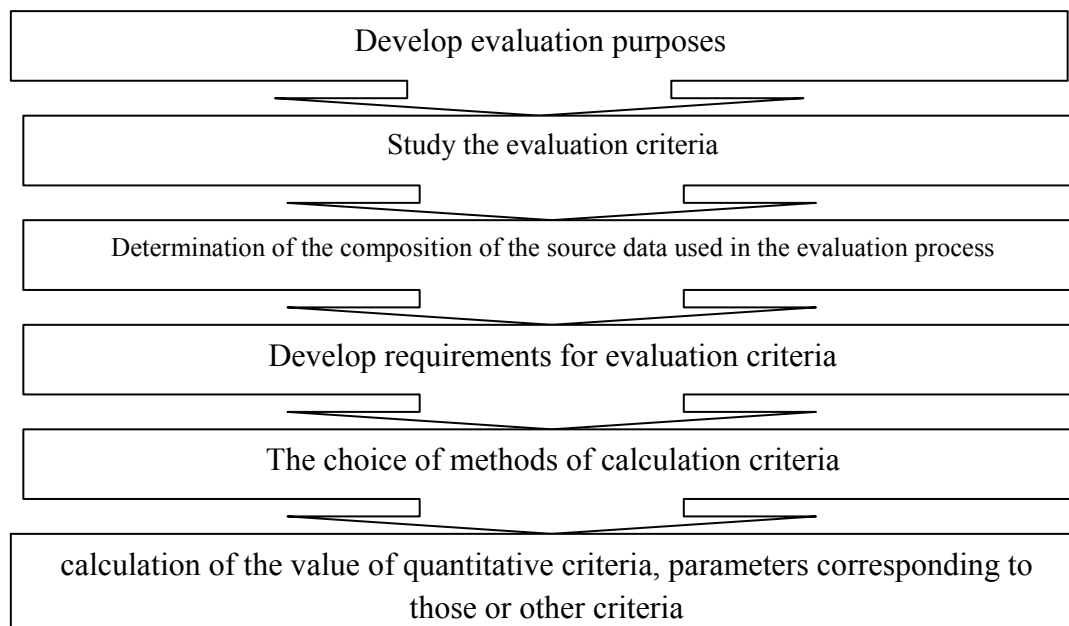 Develop evaluation purposes
Study the evaluation criteria
Determination of the composition of the source data used in the evaluation process
Develop requirements for evaluation criteria
The choice of methods of calculation criteria
calculation of the value of quantitative criteria, parameters corresponding to
those or other criteria